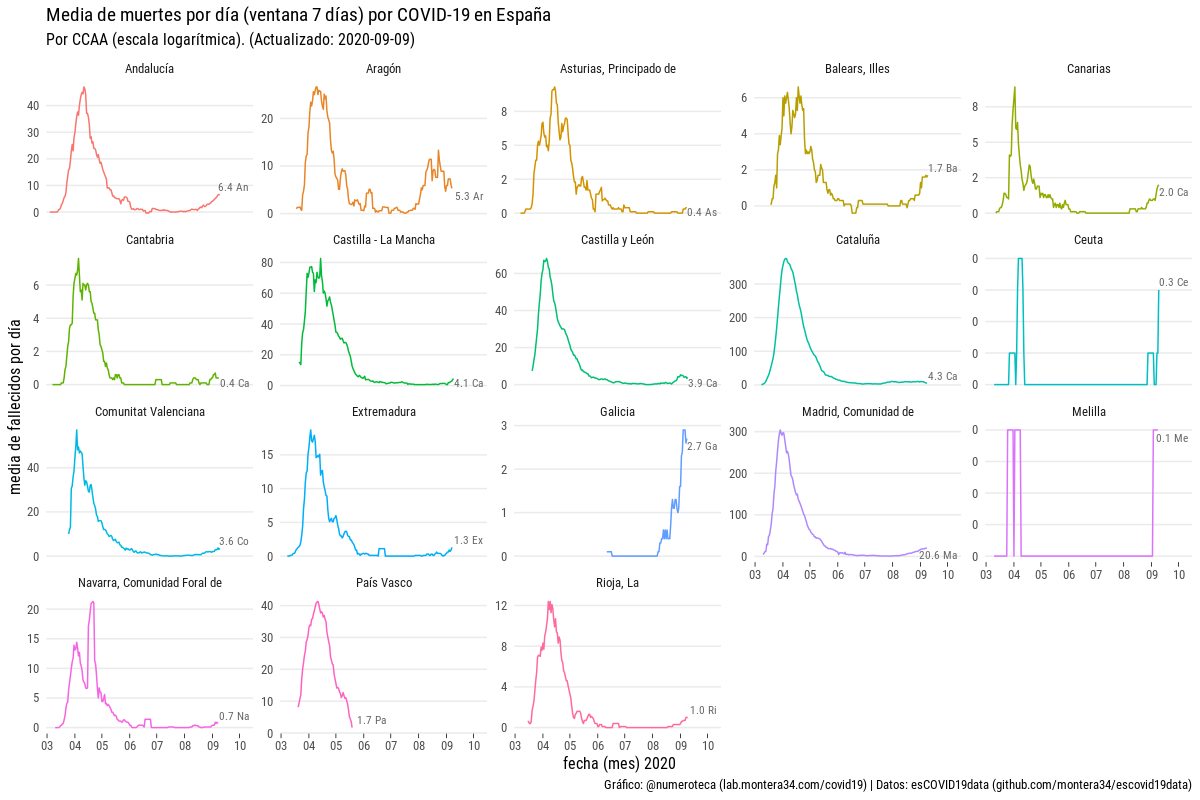 Media de muertes por día (ventana 7 días) por COVID-19 en España
Por CCAA (escala logarítmica). (Actualizado: 2020-09-09)
media de fallecidos por día
Andalucía
40
30
20
10
0
6.4 An
Aragón
20
10
0
5.3 Ar
Asturias, Principado de
8
5
2
0
0.4 As
Balears, Illes
6
4
2
0
1.7 Ba
Canarias
8
5
2
0
2.0 Ca
Cantabria
6
4
2
0
0.4 Ca
Castilla - La Mancha
80
60
40
20
0
4.1 Ca
Castilla y León
60
40
20
0
3.9 Ca
Cataluña
300
200
100
0
4.3 Ca
Ceuta
0
0
0
0
0
0.3 Ce
Comunitat Valenciana
40
20
0
3.6 Co
Extremadura
15
10
5
0
1.3 Ex
Galicia
3
2
1
0
2.7 Ga
Madrid, Comunidad de
300
200
100
0
20.6 Ma
03 04 05 06 07 08 09 10
Melilla
0
0
0
0
0
0.1 Me
03 04 05 06 07 08 09 10
Navarra, Comunidad Foral de
20
15
10
5
0
0.7 Na
03 04 05 06 07 08 09 10
País Vasco
40
30
20
10
0
1.7 Pa
03 04 05 06 07 08 09 10
Rioja, La
12
8
4
0
1.0 Ri
03 04 05 06 07 08 09 10
fecha (mes) 2020
Gráfico: @numeroteca (lab.montera34.com/covid19) | Datos: esCOVID19data (github.com/montera34/escovid19data)